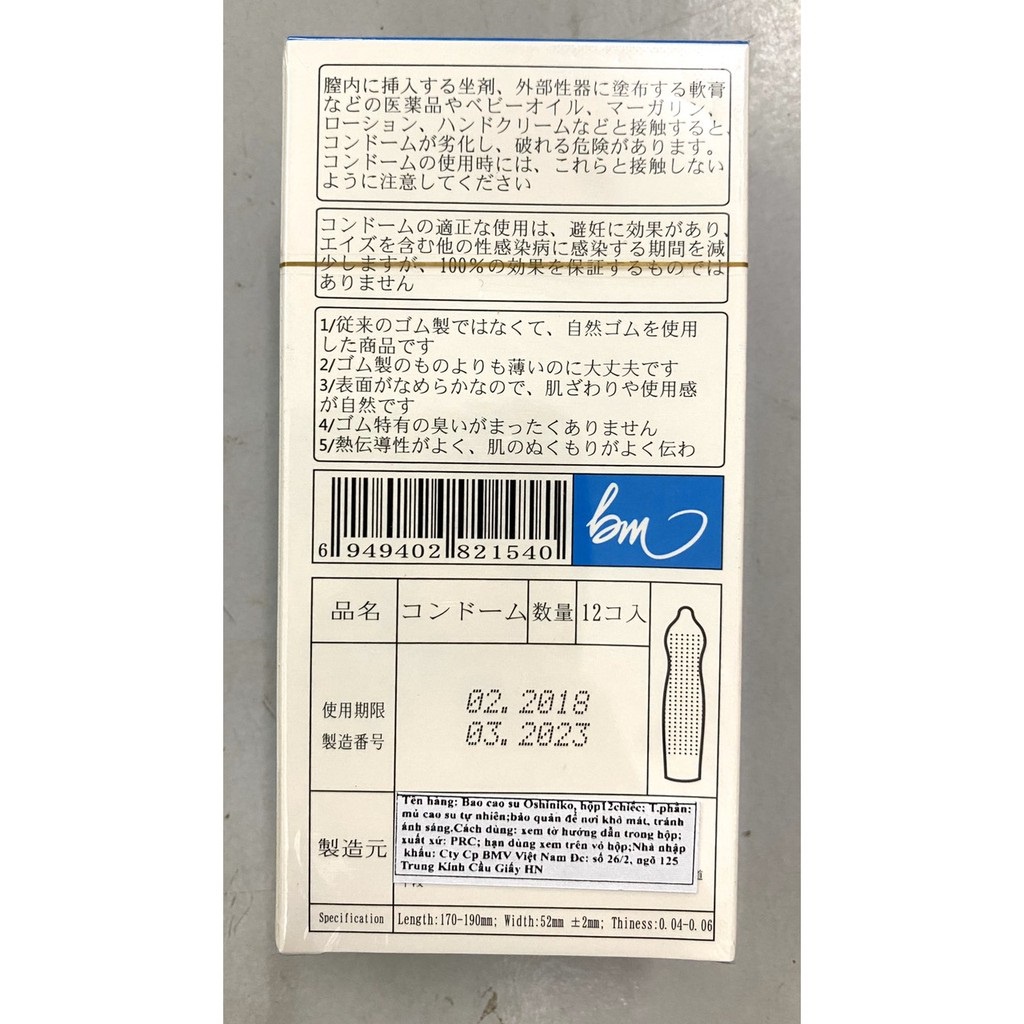 膣内に挿入する坐剤、外部性器に塗布する軟膏
などの医薬品やベビーオイル、マーガリン、
ローション、ハンドクリームなどと接触すると、
コンドームが劣化し、破れる危険があります。
コンドームの使用時には、これらと接触しない
ように注意してください
コンドームの適正な使用は、避妊に効果があり、
エイズを含む他の性感染病に感染する期間を減
少しますが、100%の効果を保証するものでは
ありません
1/従来のゴム製ではなくて、自然ゴムを使用
した商品です
2/ゴム製のものよりも薄いのに大丈夫です
3/表面がなめらかなので、肌ざわりや使用感
が自然です
4/ゴム特有の臭いがまったくありません
5/熱伝導性がよく、肌のぬくもりがよく伝わ
6 949402 821540
bm
品名 コンドーム 数量 12コ入
使用期限 02.2018
製造番号 03.2023
製造元
Tên hàng: Bao cao su Oshiniko, hộp12chiếc; T.phần:
mủ cao su tự nhiên;bảo quản để nơi khô mát, tránh
ánh sáng.Cách dùng: xem tờ hướng dẫn trong hộp;
xuất xứ: PRC; hạn dùng xem trên vỏ hộp;Nhà nhập
khẩu: Cty Cp BMV Việt Nam Đc: số 26/2, ngõ 125
Trung Kính Cầu Giấy HN
Specification Length:170-190mm; Width:52mm ±2mm; Thiness:0.04-0.06